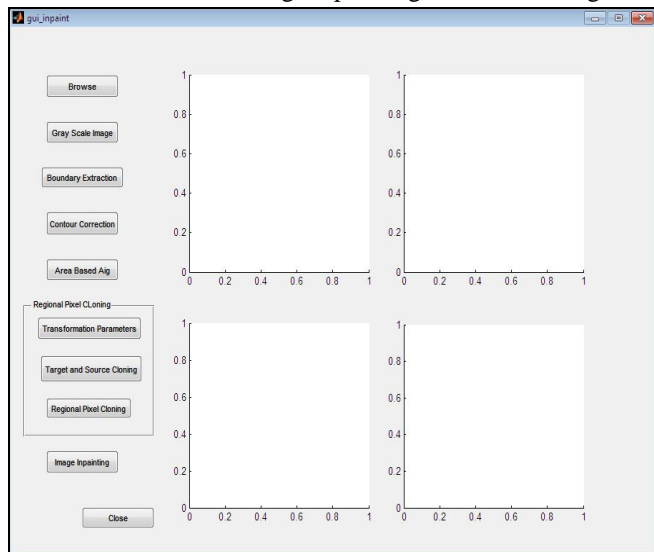 gui_inpaint
Browse
Gray Scale Image
Boundary Extraction
Contour Correction
Area Based Aig
Regional Pixel CLoning
Transformation Parameters
Target and Source Cloning
Regional Pixel Cloning
Image Inpainting
Close
1
0.8
0.6
0.4
0.2
0
0 0.2 0.4 0.6 0.8 1
1
0.8
0.6
0.4
0.2
0
0 0.2 0.4 0.6 0.8 1
1
0.8
0.6
0.4
0.2
0
0 0.2 0.4 0.6 0.8 1
1
0.8
0.6
0.4
0.2
0
0 0.2 0.4 0.6 0.8 1